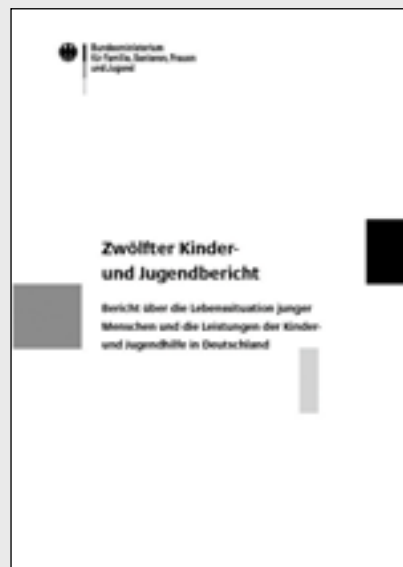 Bundesministerium
für Familie, Senioren, Frauen
und Jugend
Zwölfter Kinder-
und Jugendbericht
Bericht über die Lebenssituation junger
Menschen und die Leistungen der Kinder-
und Jugendhilfe in Deutschland